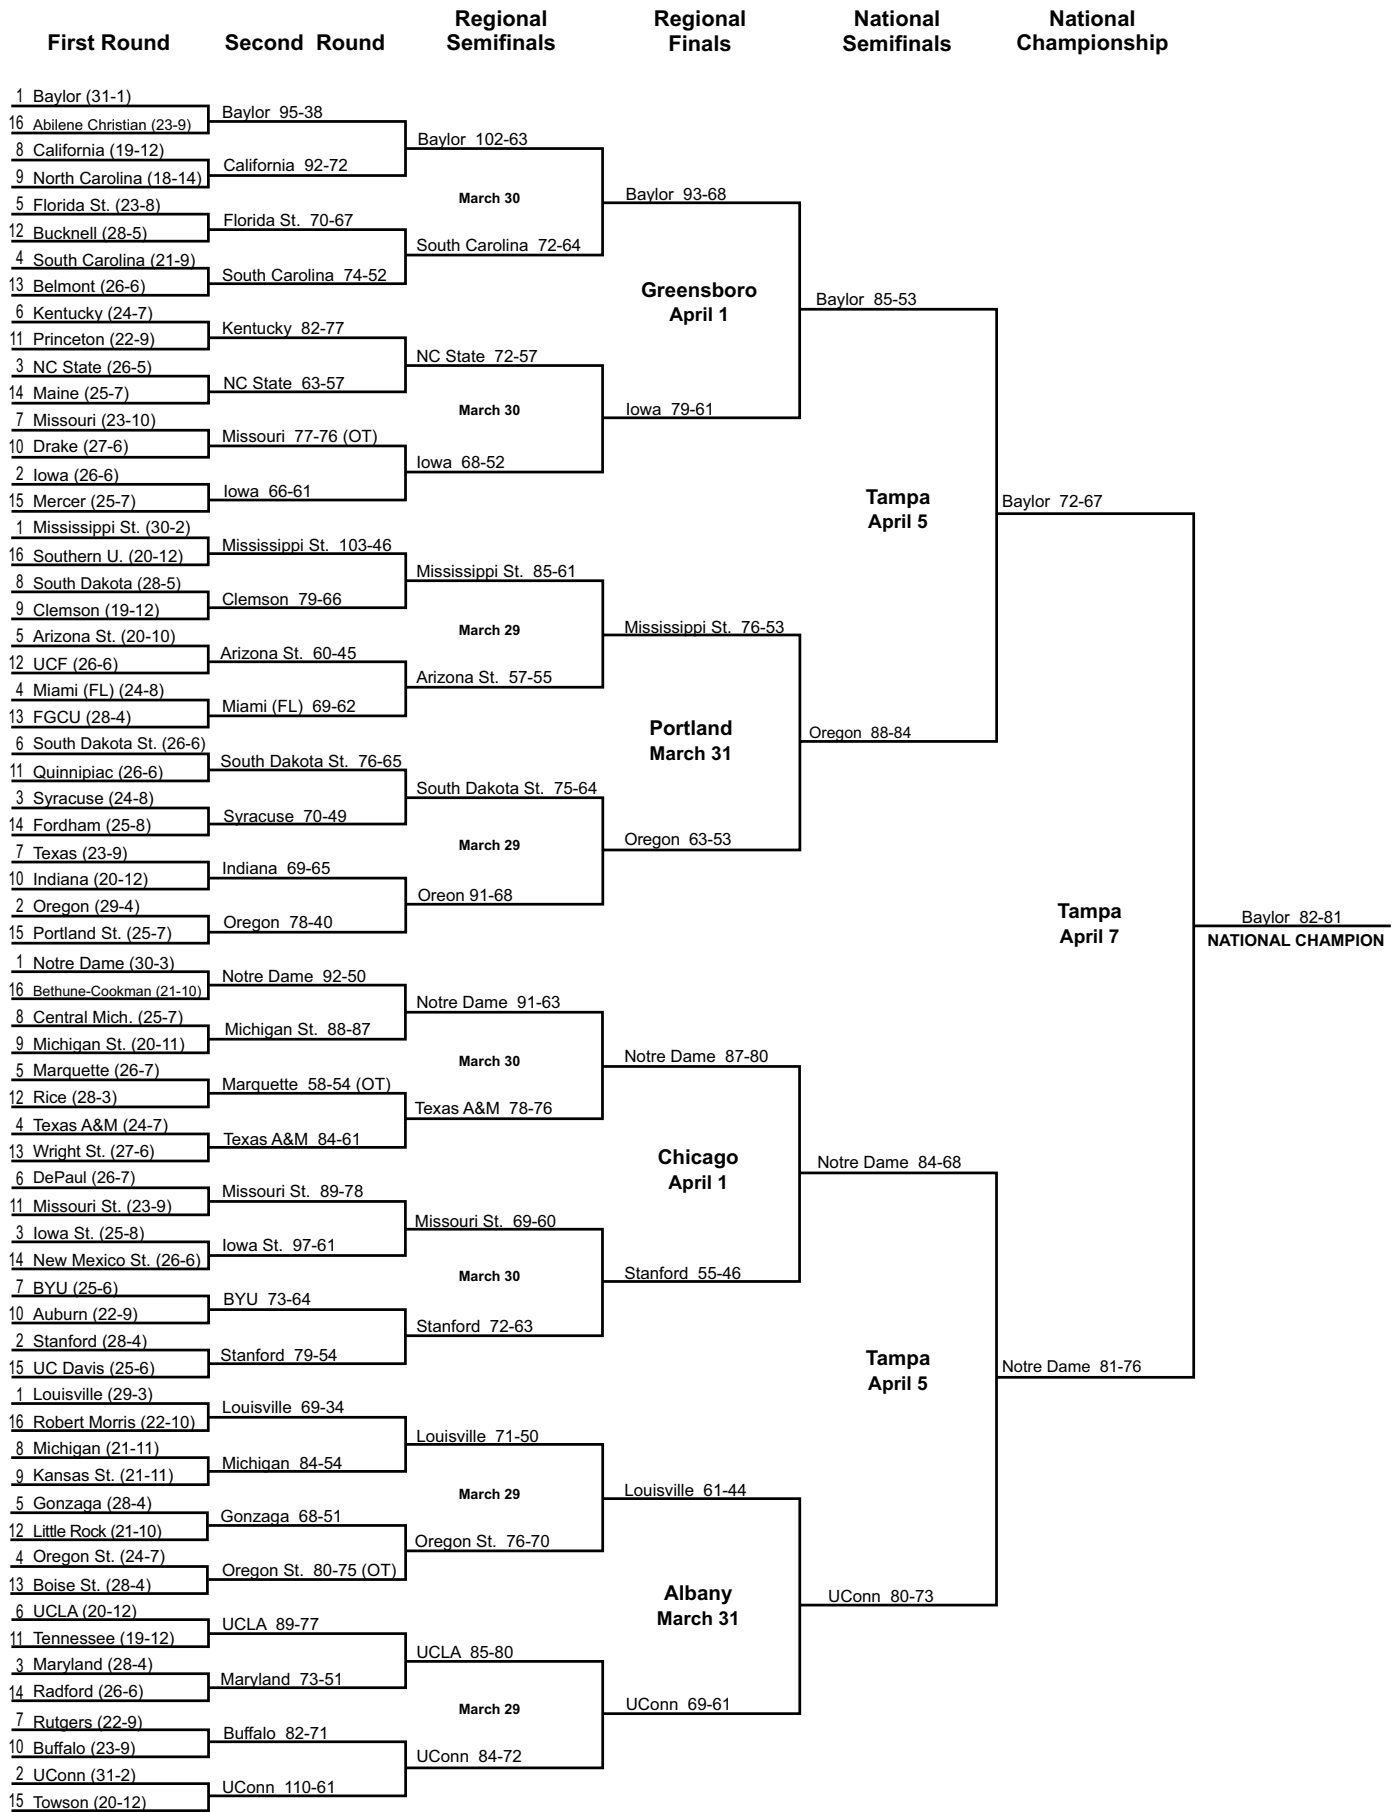 First Round
Second Round
Regional
Semifinals
Regional
Finals
National
Semifinals
National
Championship
1 Baylor (31-1)
16 Abilene Christian (23-9)
8 California (19-12)
9 North Carolina (18-14)
5 Florida St. (23-8)
12 Bucknell (28-5)
4 South Carolina (21-9)
13 Belmont (26-6)
6 Kentucky (24-7)
11 Princeton (22-9)
3 NC State (26-5)
14 Maine (25-7)
7 Missouri (23-10)
10 Drake (27-6)
2 Iowa (26-6)
15 Mercer (25-7)
1 Mississippi St. (30-2)
16 Southern U. (20-12)
8 South Dakota (28-5)
9 Clemson (19-12)
5 Arizona St. (20-10)
12 UCF (26-6)
4 Miami (FL) (24-8)
13 FGCU (28-4)
6 South Dakota St. (26-6)
11 Quinnipiac (26-6)
3 Syracuse (24-8)
14 Fordham (25-8)
7 Texas (23-9)
10 Indiana (20-12)
2 Oregon (29-4)
15 Portland St. (25-7)
1 Notre Dame (30-3)
16 Bethune-Cookman (21-10)
8 Central Mich. (25-7)
9 Michigan St. (20-11)
5 Marquette (26-7)
12 Rice (28-3)
4 Texas A&M (24-7)
13 Wright St. (27-6)
6 DePaul (26-7)
11 Missouri St. (23-9)
3 Iowa St. (25-8)
14 New Mexico St. (26-6)
7 BYU (25-6)
10 Auburn (22-9)
2 Stanford (28-4)
15 UC Davis (25-6)
1 Louisville (29-3)
16 Robert Morris (22-10)
8 Michigan (21-11)
9 Kansas St. (21-11)
5 Gonzaga (28-4)
12 Little Rock (21-10)
4 Oregon St. (24-7)
13 Boise St. (28-4)
6 UCLA (20-12)
11 Tennessee (19-12)
3 Maryland (28-4)
14 Radford (26-6)
7 Rutgers (22-9)
10 Buffalo (23-9)
2 UConn (31-2)
15 Towson (20-12)
Baylor 95-38
California 92-72
Florida St. 70-67
South Carolina 74-52
Kentucky 82-77
NC State 63-57
Missouri 77-76 (OT)
Iowa 66-61
Mississippi St. 103-46
Clemson 79-66
Arizona St. 60-45
Miami (FL) 69-62
South Dakota St. 76-65
Syracuse 70-49
Indiana 69-65
Oregon 78-40
Notre Dame 92-50
Michigan St. 88-87
Marquette 58-54 (OT)
Texas A&M 84-61
Missouri St. 89-78
Iowa St. 97-61
BYU 73-64
Stanford 79-54
Louisville 69-34
Michigan 84-54
Gonzaga 68-51
Oregon St. 80-75 (OT)
UCLA 89-77
Maryland 73-51
Buffalo 82-71
UConn 110-61
Baylor 102-63
March 30
South Carolina 72-64
NC State 72-57
March 30
Iowa 68-52
Mississippi St. 85-61
March 29
Arizona St. 57-55
South Dakota St. 75-64
March 29
Oreon 91-68
Notre Dame 91-63
March 30
Texas A&M 78-76
Missouri St. 69-60
March 30
Stanford 72-63
Louisville 71-50
March 29
Oregon St. 76-70
UCLA 85-80
March 29
UConn 84-72
Baylor 93-68
Greensboro
April 1
Iowa 79-61
Mississippi St. 76-53
Portland
March 31
Oregon 63-53
Notre Dame 87-80
Chicago
April 1
Stanford 55-46
Louisville 61-44
Albany
March 31
UConn 69-61
Baylor 85-53
Tampa
April 5
Oregon 88-84
Notre Dame 84-68
Tampa
April 5
UConn 80-73
Baylor 72-67
Tampa
April 7
Notre Dame 81-76
Baylor 82-81
NATIONAL CHAMPION